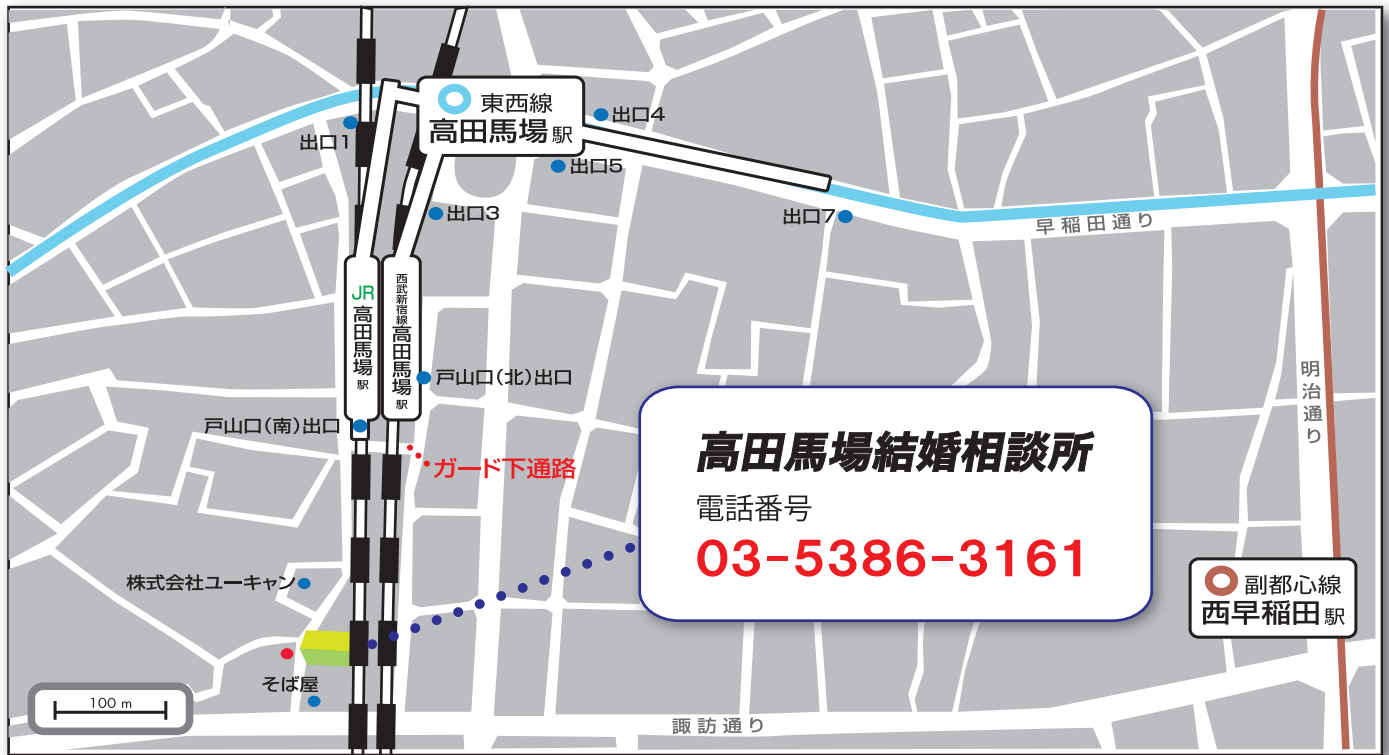 東西線
高田馬場駅
出口4
出口1
出口5
出口3
出口7
早稲田通り
JR
高田馬場駅
西武新宿線
高田馬場駅
戸山口(北)出口
明治通り
戸山口(南)出口
ガード下通路
高田馬場結婚相談所
電話番号
03-5386-3161
株式会社ユーキャン
副都心線
西早稲田駅
そば屋
100 m
諏訪通り